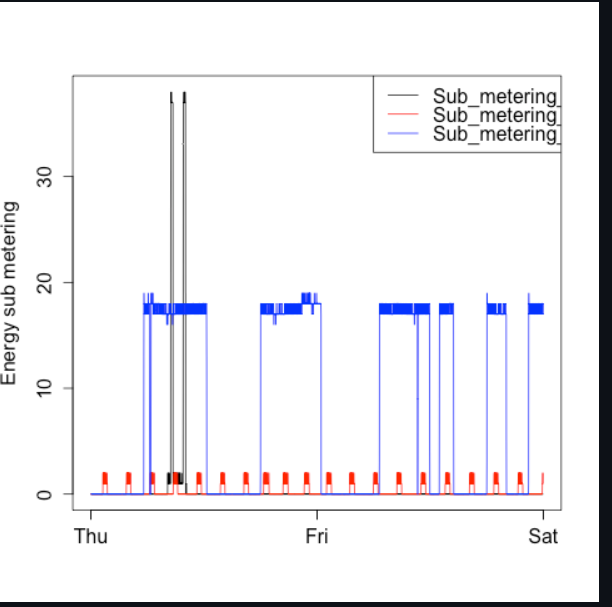 Sub_metering_
Sub_metering_
Sub_metering_
Energy sub metering
30
20
10
0
Thu Fri Sat